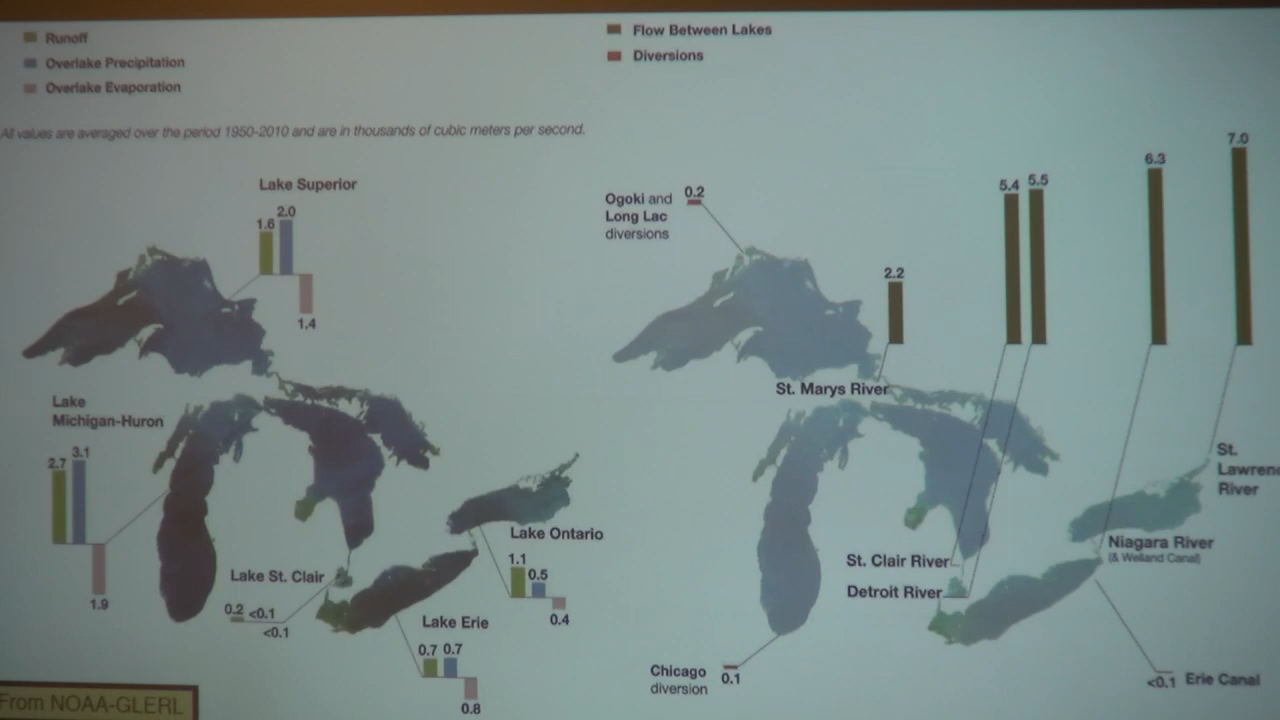 Runoff
Overlake Precipitation
Overlake Evaporation
Flow Between Lakes
Diversions
All values are averaged over the period 1950-2010 and are in thousands of cubic meters per second.
Lake Superior
1.6
2.0
1.4
Lake
Michigan-Huron
2.7
3.1
1.9
Lake St. Clair
0.2
<0.1
<0.1
Lake Ontario
1.1
0.5
0.4
Lake Erie
0.7
0.7
0.8
From NOAA-GLERL
Ogoki and
Long Lac
diversions
0.2
2.2
St. Marys River
5.4
5.5
6.3
7.0
St.
Lawren
River
St. Clair River
Detroit River
Niagara River
(& Welland Canal)
Chicago
diversion
0.1
<0.1
Erie Canal